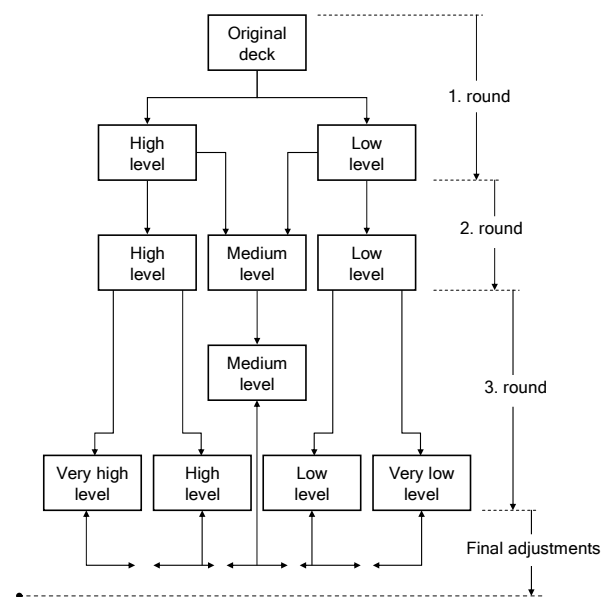 Original
deck
1. round
High
level
Low
level
2. round
High
level
Medium
level
Low
level
Medium
level
3. round
Very high
level
High
level
Low
level
Very low
level
Final adjustments